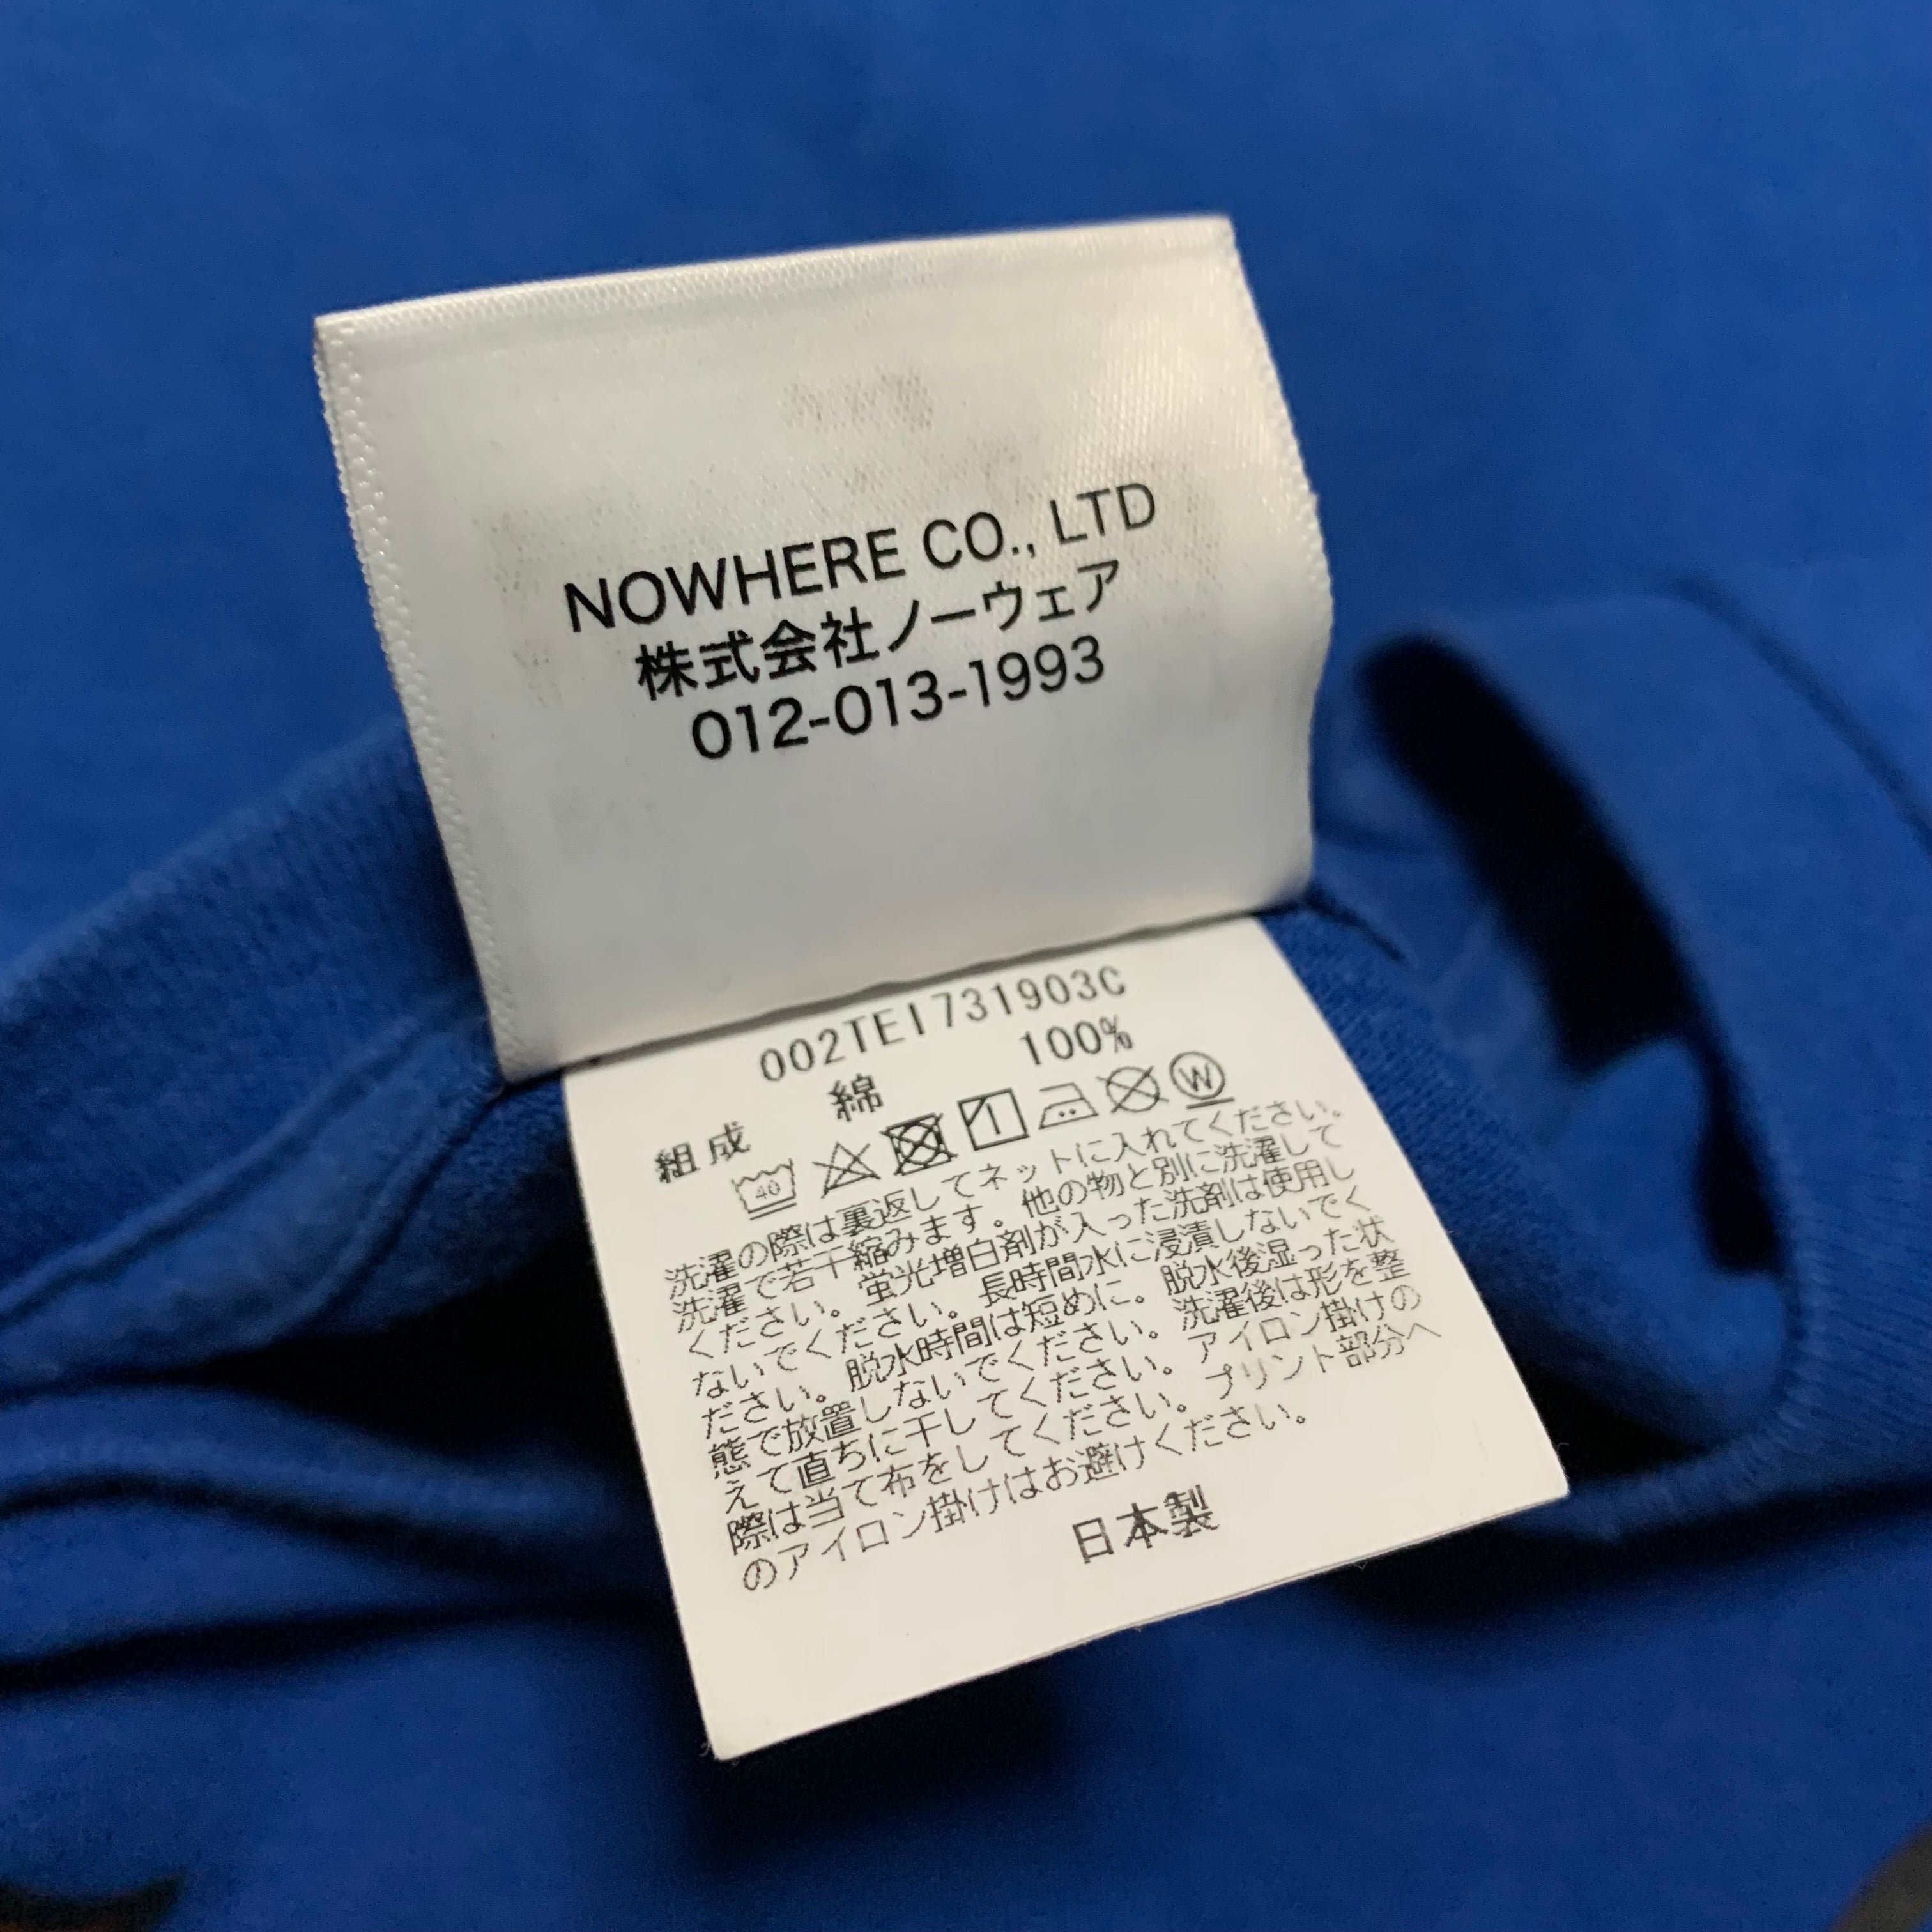 NOWHERE CO., LTD
株式会社ノーウェア
012-013-1993
002TEI731903C
組成 綿 100%
40 W
洗濯の際は裏返してネットに入れてください。
洗濯で若干縮みます。他の物と別に洗濯して
ください。蛍光増白剤が入った洗剤は使用し
ないでください。長時間水に浸漬しないでく
ださい。脱水時間は短めに。脱水後湿った状
態で放置しないでください。洗濯後は形を整
えて直ちに干してください。アイロン掛けの
際は当て布をしてください。プリント部分へ
のアイロン掛けはお避けください。
日本製